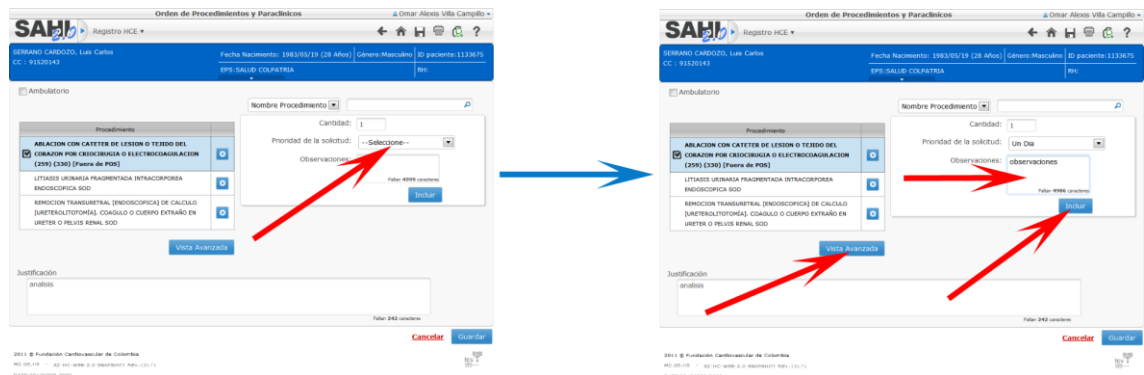 Orden de Procedimientos y Paraclínicos
Omar Alexis Villa Campillo
SAHI 2.0
Registro HCE
SERRANO CARDOZO, Luis Carlos
CC : 91520143
Fecha Nacimiento: 1983/05/19 (28 Años)
Género:Masculino
ID paciente:1133675
EPS:SALUD COLPATRIA
RH:
Ambulatorio
Nombre Procedimiento
Procedimiento
ABLACION CON CATETER DE LESION O TEJIDO DEL
CORAZON POR CRIOCIRUGIA O ELECTROCOAGULACION
(259) (330) [Fuera de POS]
LITIASIS URINARIA FRAGMENTADA INTRACORPOREA
ENDOSCOPICA SOD
REMOCION TRANSURETRAL [ENDOSCOPICA] DE CALCULO
[URETEROLITOTOMÍA]. COAGULO O CUERPO EXTRAÑO EN
URETER O PELVIS RENAL SOD
Cantidad: 1
Prioridad de la solicitud: --Seleccione--
Observaciones:
Faltan 4999 caracteres
Incluir
Vista Avanzada
Justificación
analisis
Faltan 242 caracteres
Cancelar
Guardar
2011 © Fundación Cardiovascular de Colombia
Orden de Procedimientos y Paraclínicos
Omar Alexis Villa Campillo
SAHI 2.0
Registro HCE
SERRANO CARDOZO, Luis Carlos
CC : 91520143
Fecha Nacimiento: 1983/05/19 (28 Años)
Género:Masculino
ID paciente:1133675
EPS:SALUD COLPATRIA
RH:
Ambulatorio
Nombre Procedimiento
Procedimiento
ABLACION CON CATETER DE LESION O TEJIDO DEL
CORAZON POR CRIOCIRUGIA O ELECTROCOAGULACION
(259) (330) [Fuera de POS]
LITIASIS URINARIA FRAGMENTADA INTRACORPOREA
ENDOSCOPICA SOD
REMOCION TRANSURETRAL [ENDOSCOPICA] DE CALCULO
[URETEROLITOTOMÍA]. COAGULO O CUERPO EXTRAÑO EN
URETER O PELVIS RENAL SOD
Cantidad: 1
Prioridad de la solicitud: Un Dia
Observaciones: observaciones
Faltan 4986 caracteres
Incluir
Vista Avanzada
Justificación
analisis
Faltan 242 caracteres
Cancelar
Guardar
2011 © Fundación Cardiovascular de Colombia